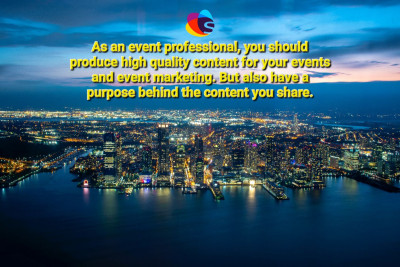 As an event professional, you should
produce high quality content for your events
and event marketing. But also have a
purpose behind the content you share.